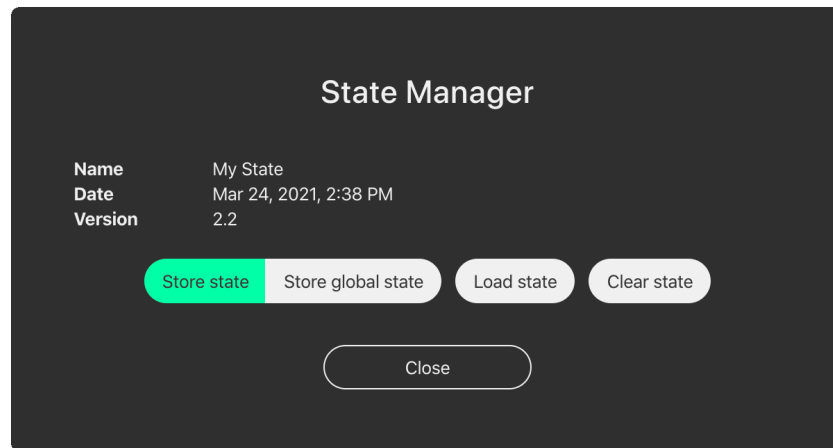 State Manager
Name My State
Date Mar 24, 2021, 2:38 PM
Version 2.2
Store state Store global state Load state Clear state
Close